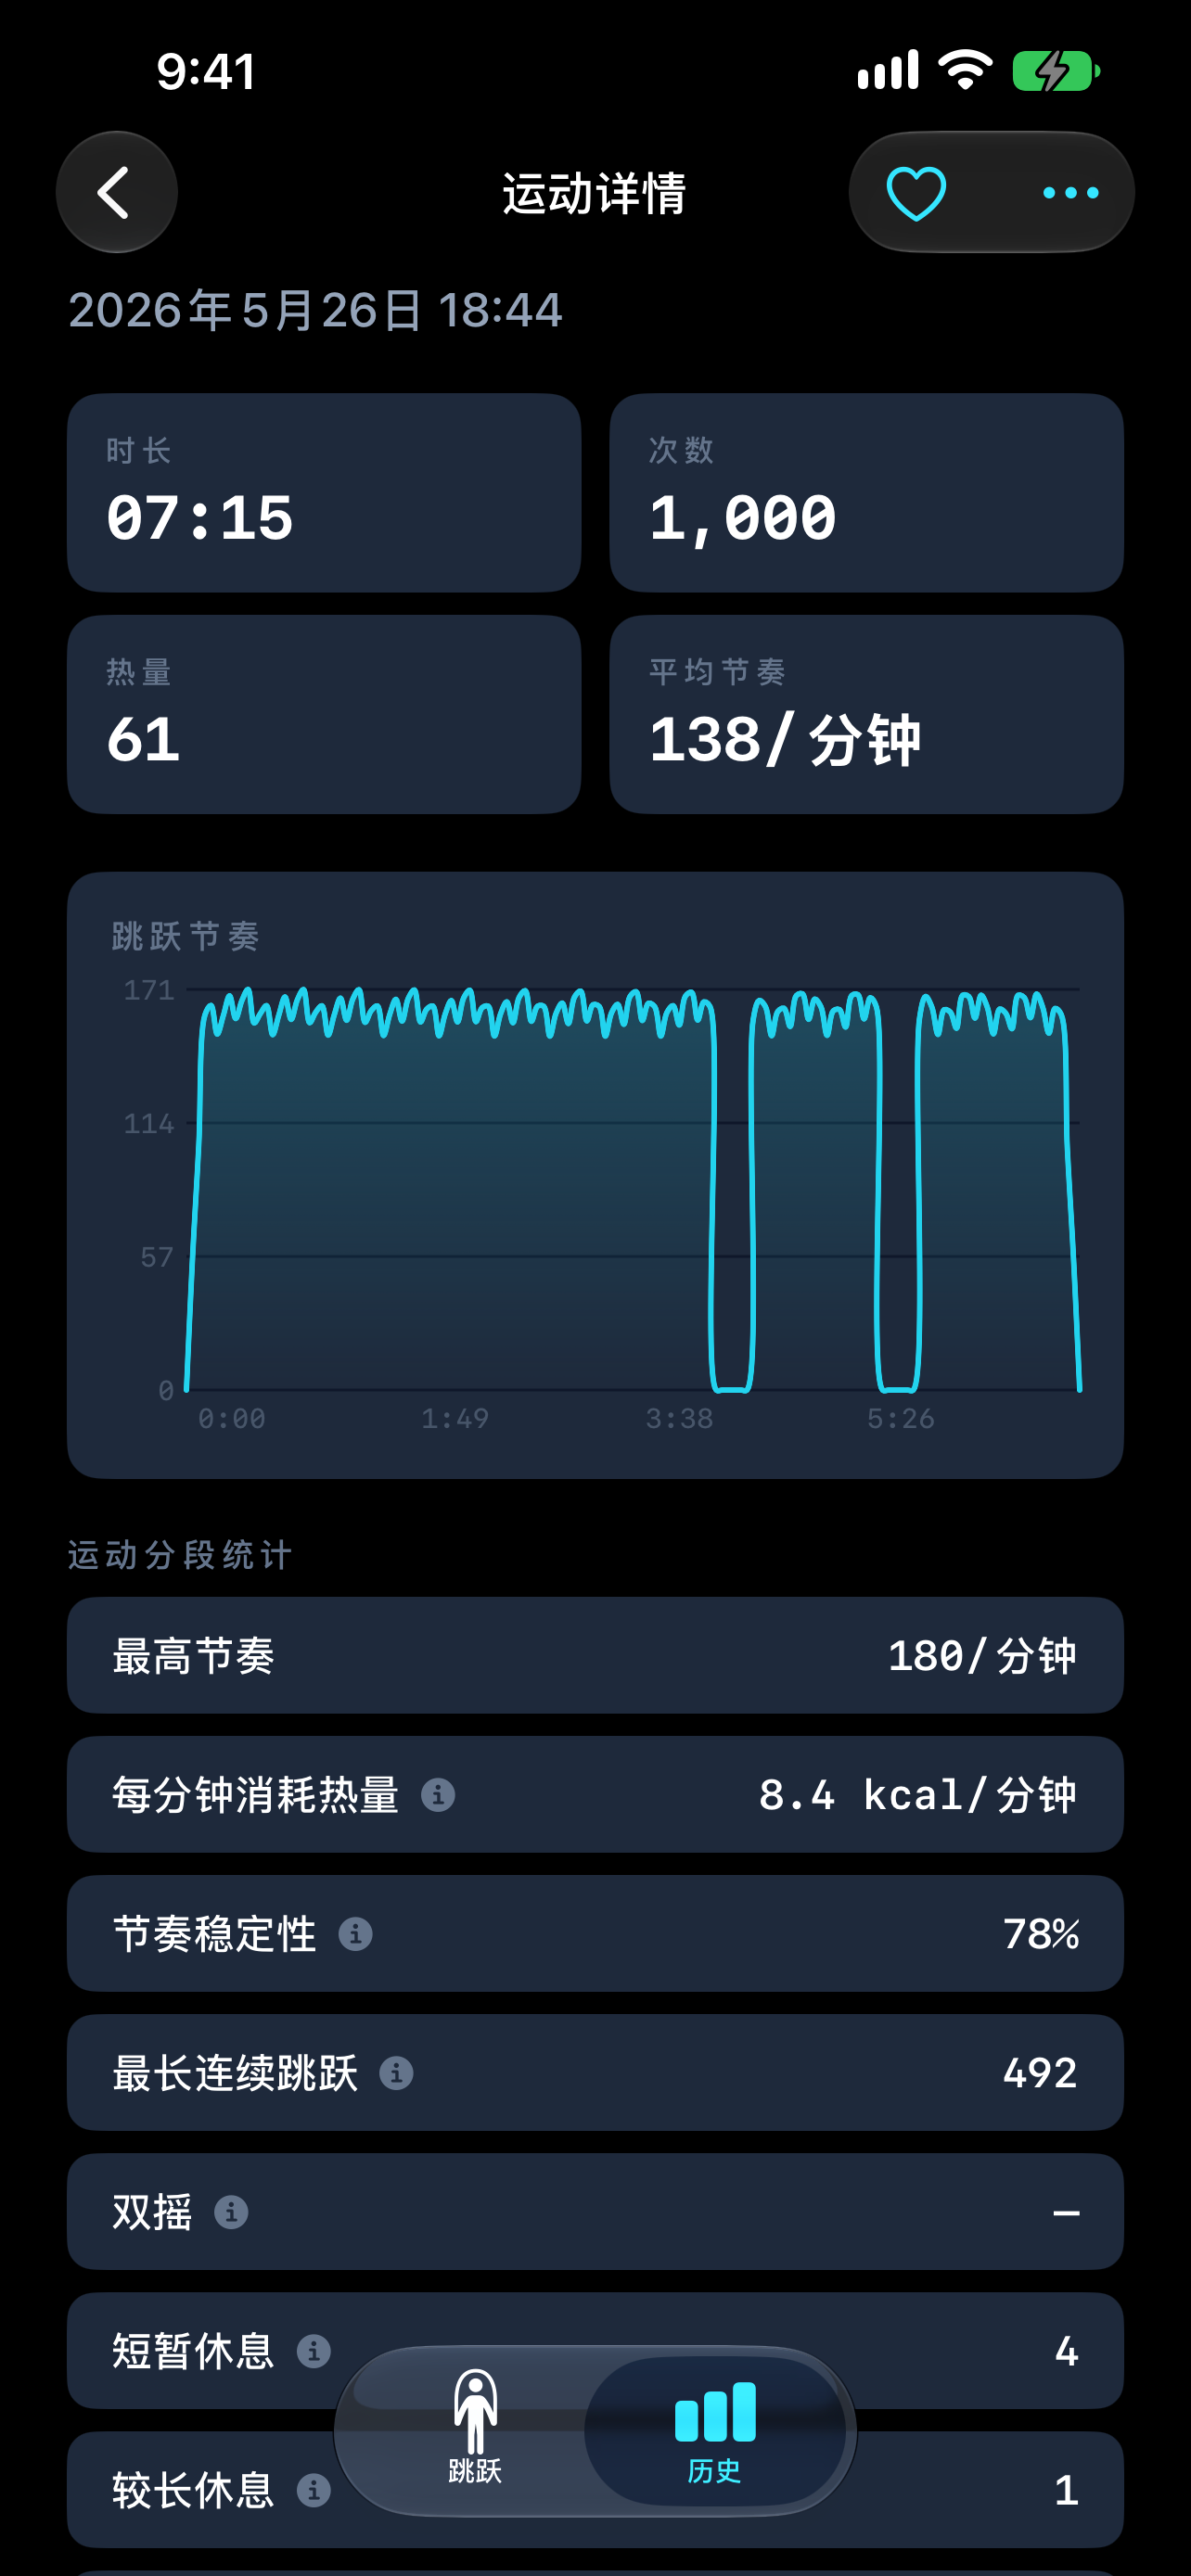 9:41
运动详情
2026年5月26日 18:44
时长
07:15
次数
1,000
热量
61
平均节奏
138/分钟
跳跃节奏
171
114
57
0
0:00 1:49 3:38 5:26
运动分段统计
最高节奏 180/分钟
每分钟消耗热量 i 8.4 kcal/分钟
节奏稳定性 i 78%
最长连续跳跃 i 492
双摇 i —
短暂休息 i 4
较长休息 i 1
跳跃 历史